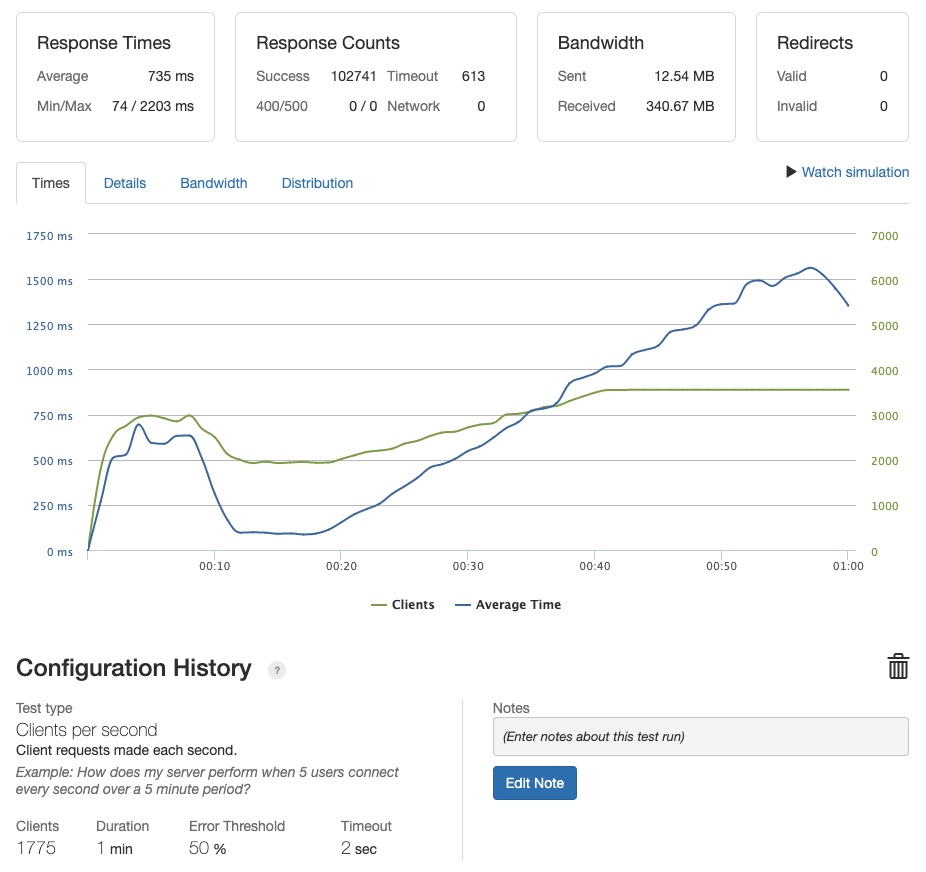 Response Times
Average 735 ms
Min/Max 74 / 2203 ms
Response Counts
Success 102741 Timeout 613
400/500 0 / 0 Network 0
Bandwidth
Sent 12.54 MB
Received 340.67 MB
Redirects
Valid 0
Invalid 0
Times Details Bandwidth Distribution
Watch simulation
1750 ms 7000
1500 ms 6000
1250 ms 5000
1000 ms 4000
750 ms 3000
500 ms 2000
250 ms 1000
0 ms 0
00:10 00:20 00:30 00:40 00:50 01:00
Clients Average Time
Configuration History ?
Test type
Clients per second
Client requests made each second.
Example: How does my server perform when 5 users connect
every second over a 5 minute period?
Clients Duration Error Threshold Timeout
1775 1 min 50 % 2 sec
Notes
(Enter notes about this test run)
Edit Note